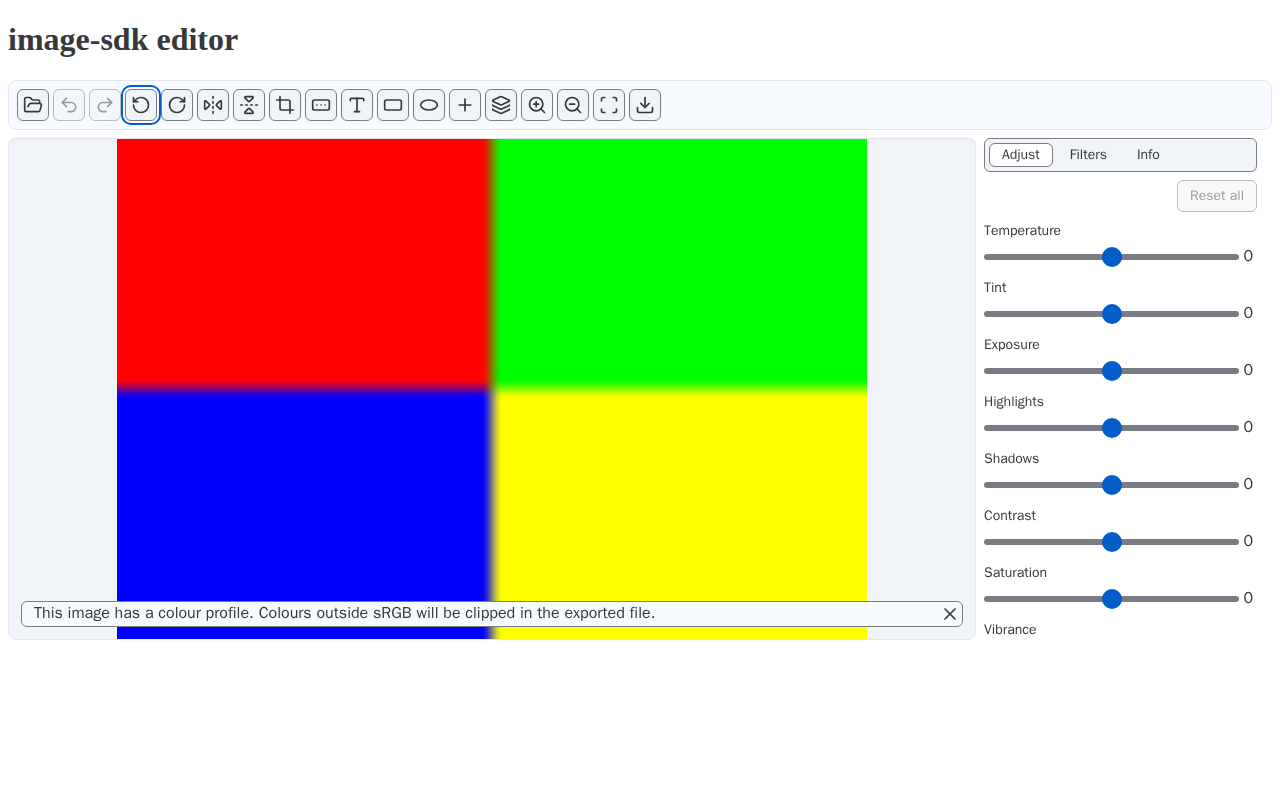 image-sdk editor
Adjust Filters Info
Reset all
Temperature
0
Tint
0
Exposure
0
Highlights
0
Shadows
0
Contrast
0
Saturation
0
Vibrance
This image has a colour profile. Colours outside sRGB will be clipped in the exported file.